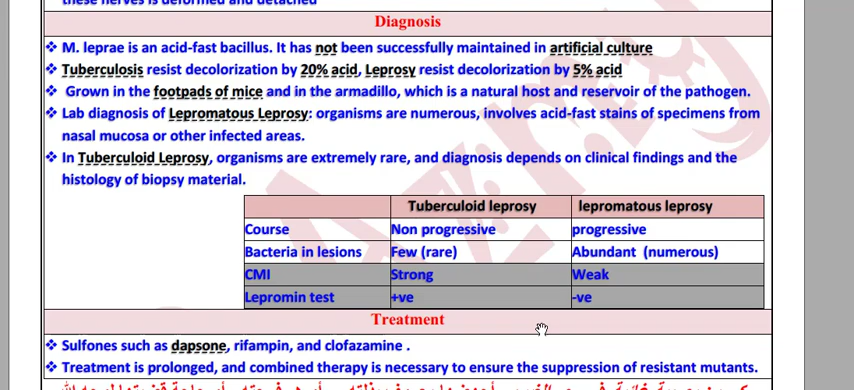 these nerves is deformed and detached
Diagnosis
❖ M. leprae is an acid-fast bacillus. It has not been successfully maintained in artificial culture
❖ Tuberculosis resist decolorization by 20% acid, Leprosy resist decolorization by 5% acid
❖ Grown in the footpads of mice and in the armadillo, which is a natural host and reservoir of the pathogen.
❖ Lab diagnosis of Lepromatous Leprosy: organisms are numerous, involves acid-fast stains of specimens from
nasal mucosa or other infected areas.
❖ In Tuberculoid Leprosy, organisms are extremely rare, and diagnosis depends on clinical findings and the
histology of biopsy material.
Tuberculoid leprosy lepromatous leprosy
Course Non progressive progressive
Bacteria in lesions Few (rare) Abundant (numerous)
CMI Strong Weak
Lepromin test +ve -ve
Treatment
❖ Sulfones such as dapsone, rifampin, and clofazamine .
❖ Treatment is prolonged, and combined therapy is necessary to ensure the suppression of resistant mutants.